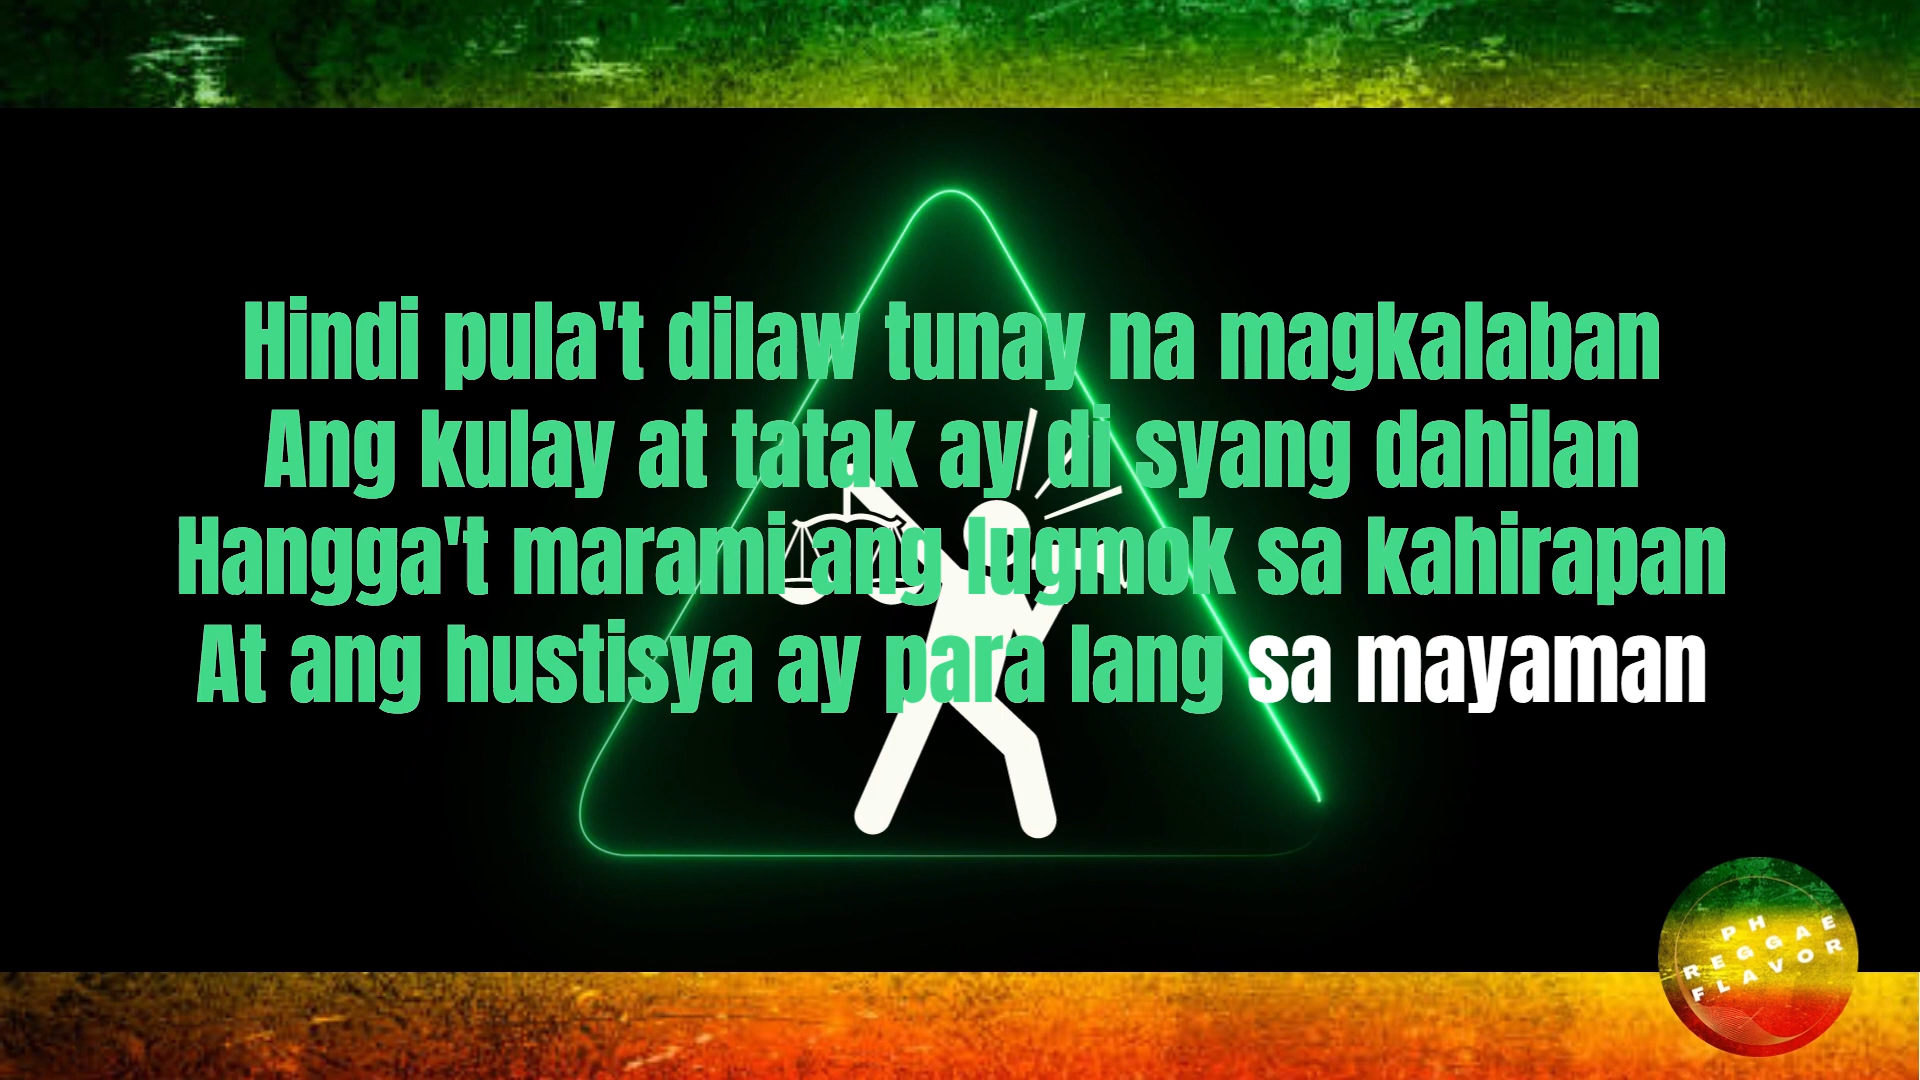 Hindi pula't dilaw tunay na magkalaban
Ang kulay at tatak ay di syang dahilan
Hangga't marami ang lugmok sa kahirapan
At ang hustisya ay para lang sa mayaman
PH
REGGAE
FLAVOR